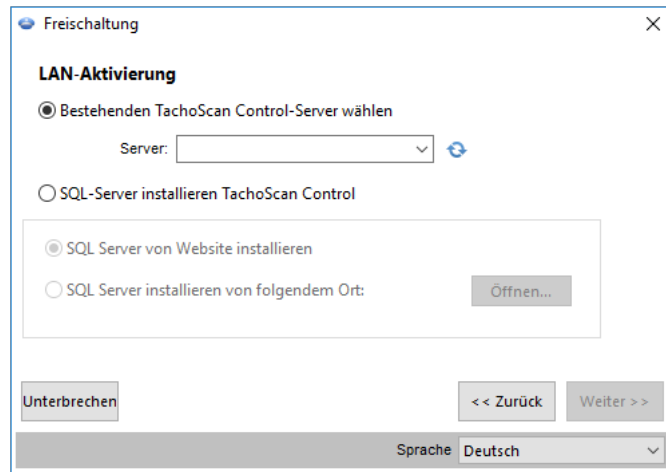 Freischaltung
LAN-Aktivierung
Bestehenden TachoScan Control-Server wählen
Server:
SQL-Server installieren TachoScan Control
SQL Server von Website installieren
SQL Server installieren von folgendem Ort:
Öffnen...
Unterbrechen
<< Zurück
Weiter >>
Sprache
Deutsch